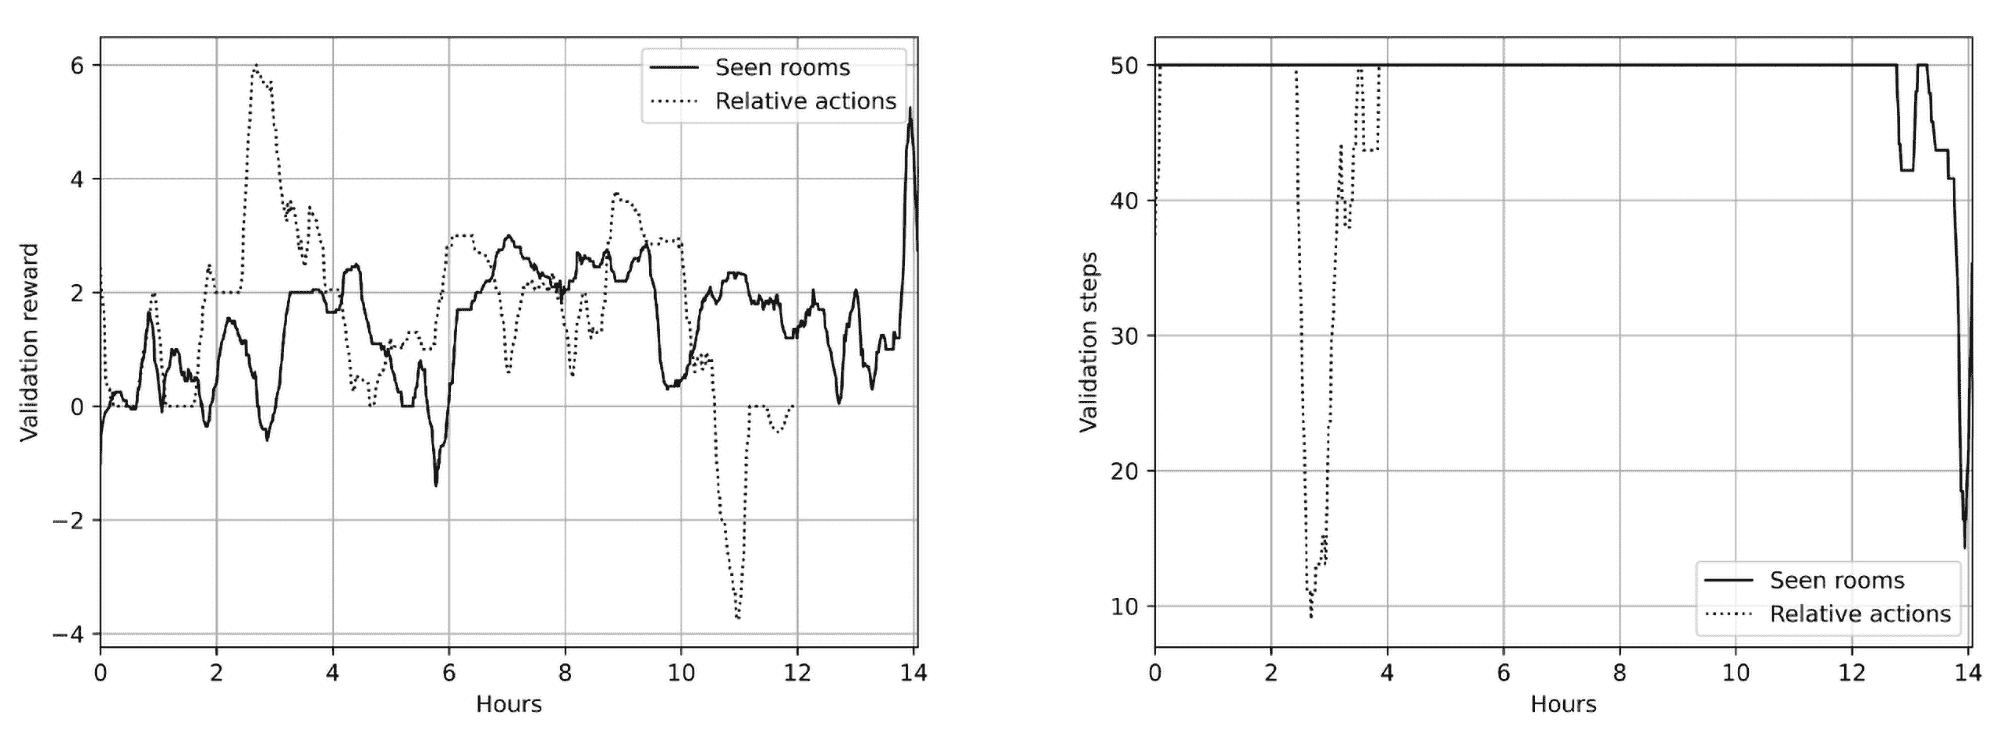 Validation reward
6
4
2
0
−2
−4
0 2 4 6 8 10 12 14
Hours
Seen rooms
Relative actions
Validation steps
50
40
30
20
10
0 2 4 6 8 10 12 14
Hours
Seen rooms
Relative actions